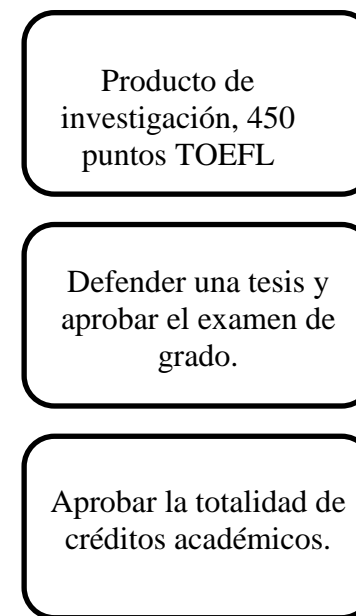 Producto de
investigación, 450
puntos TOEFL
Defender una tesis y
aprobar el examen de
grado.
Aprobar la totalidad de
créditos académicos.